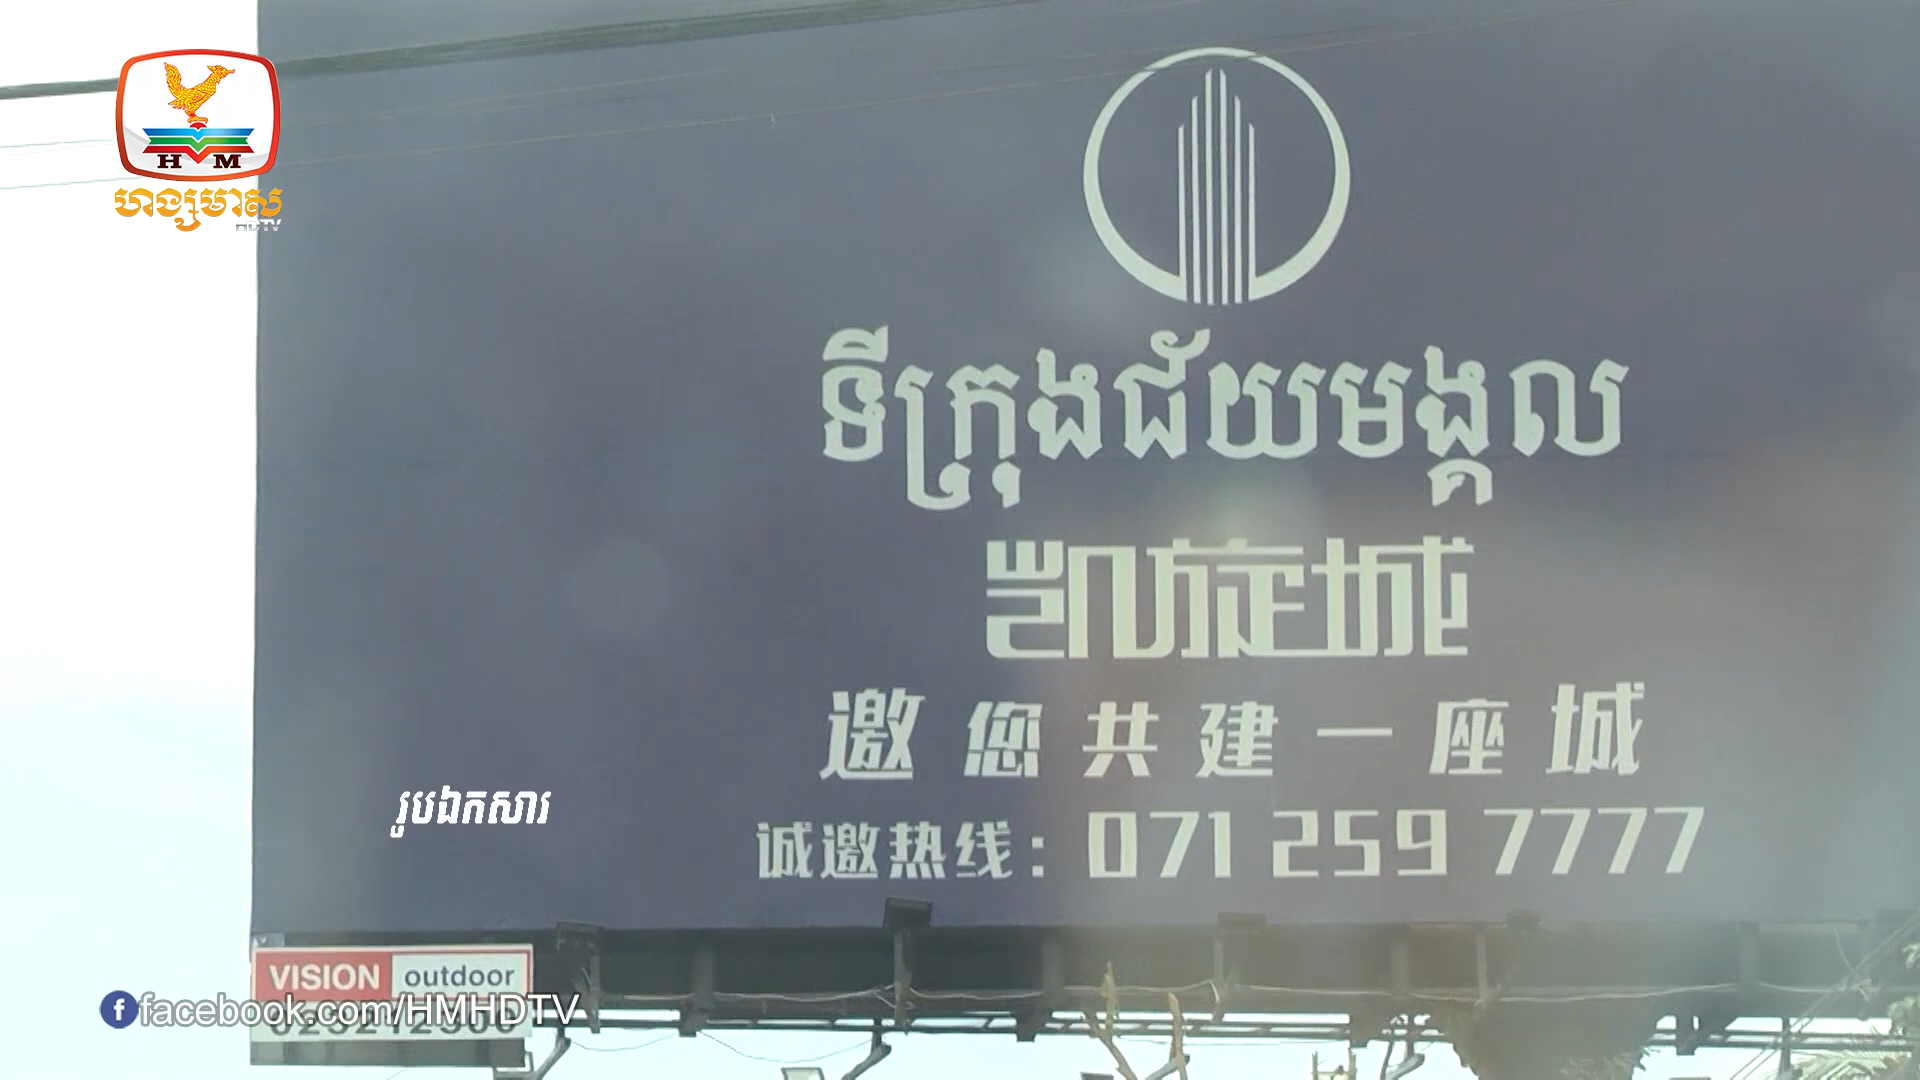 H M
ហង្សមាស
HDTV
ទីក្រុងជ័យមង្គល
凯旋城
邀您共建一座城
រូបឯកសារ
诚邀热线: 071 259 7777
VISION outdoor
facebook.com/HMHDTV